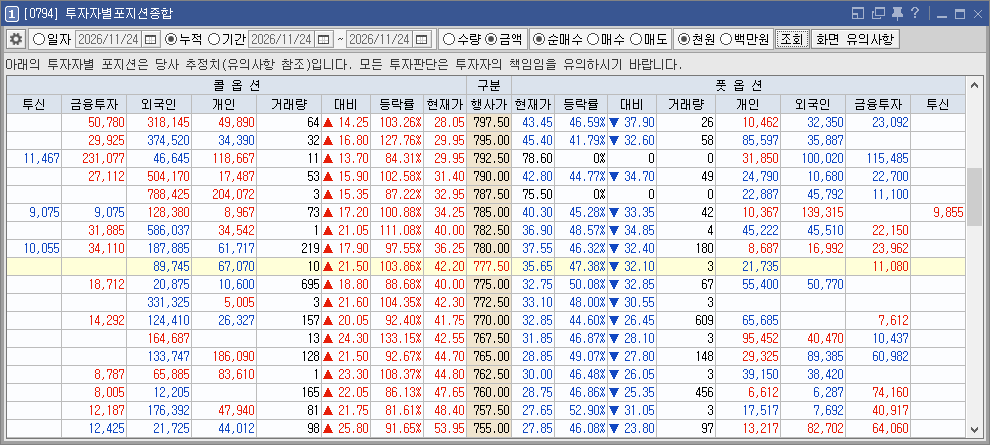 1 [0794] 투자자별포지션종합 ?
일자 2026/11/24 누적 기간 2026/11/24 ~ 2026/11/24 수량 금액 순매수 매수 매도 천원 백만원 조회 화면 유의사항
아래의 투자자별 포지션은 당사 추정치(유의사항 참조)입니다. 모든 투자판단은 투자자의 책임임을 유의하시기 바랍니다.
콜 옵 션 구분 풋 옵 션
투신 금융투자 외국인 개인 거래량 대비 등락률 현재가 행사가 현재가 등락률 대비 거래량 개인 외국인 금융투자 투신
50,780 318,145 49,890 64 ▲ 14.25 103.26% 28.05 797.50 43.45 46.59% ▼ 37.90 26 10,462 32,350 23,092
29,925 374,520 34,390 32 ▲ 16.80 127.76% 29.95 795.00 45.40 41.79% ▼ 32.60 58 85,597 35,887
11,467 231,077 46,645 118,667 11 ▲ 13.70 84.31% 29.95 792.50 78.60 0% 0 0 31,850 100,020 115,485
27,112 504,170 17,487 53 ▲ 15.90 102.58% 31.40 790.00 42.80 44.77% ▼ 34.70 49 24,790 10,680 22,700
788,425 204,072 3 ▲ 15.35 87.22% 32.95 787.50 75.50 0% 0 0 22,887 45,792 11,100
9,075 9,075 128,380 8,967 73 ▲ 17.20 100.88% 34.25 785.00 40.30 45.28% ▼ 33.35 42 10,367 139,315 9,855
31,885 586,037 34,542 1 ▲ 21.05 111.08% 40.00 782.50 36.90 48.57% ▼ 34.85 4 45,222 45,510 22,150
10,055 34,110 187,885 61,717 219 ▲ 17.90 97.55% 36.25 780.00 37.55 46.32% ▼ 32.40 180 8,687 16,992 23,962
89,745 67,070 10 ▲ 21.50 103.86% 42.20 777.50 35.65 47.38% ▼ 32.10 3 21,735 11,080
18,712 20,875 10,600 695 ▲ 18.80 88.68% 40.00 775.00 32.75 50.08% ▼ 32.85 67 55,400 50,770
331,325 5,005 3 ▲ 21.60 104.35% 42.30 772.50 33.10 48.00% ▼ 30.55 3
14,292 124,410 26,327 157 ▲ 20.05 92.40% 41.75 770.00 32.85 44.60% ▼ 26.45 609 65,685 7,612
164,687 13 ▲ 24.30 133.15% 42.55 767.50 31.85 46.87% ▼ 28.10 3 95,452 40,470 10,437
133,747 186,090 128 ▲ 21.50 92.67% 44.70 765.00 28.85 49.07% ▼ 27.80 148 29,325 89,385 60,982
8,787 65,885 83,610 1 ▲ 23.30 108.37% 44.80 762.50 30.00 46.48% ▼ 26.05 3 39,150 38,420
8,005 12,205 165 ▲ 22.05 86.13% 47.65 760.00 28.75 46.86% ▼ 25.35 456 6,612 6,287 74,160
12,187 176,392 47,940 81 ▲ 21.75 81.61% 48.40 757.50 27.65 52.90% ▼ 31.05 3 17,517 7,692 40,917
12,425 21,725 44,012 98 ▲ 25.80 91.65% 53.95 755.00 27.85 46.08% ▼ 23.80 97 13,217 82,702 64,060